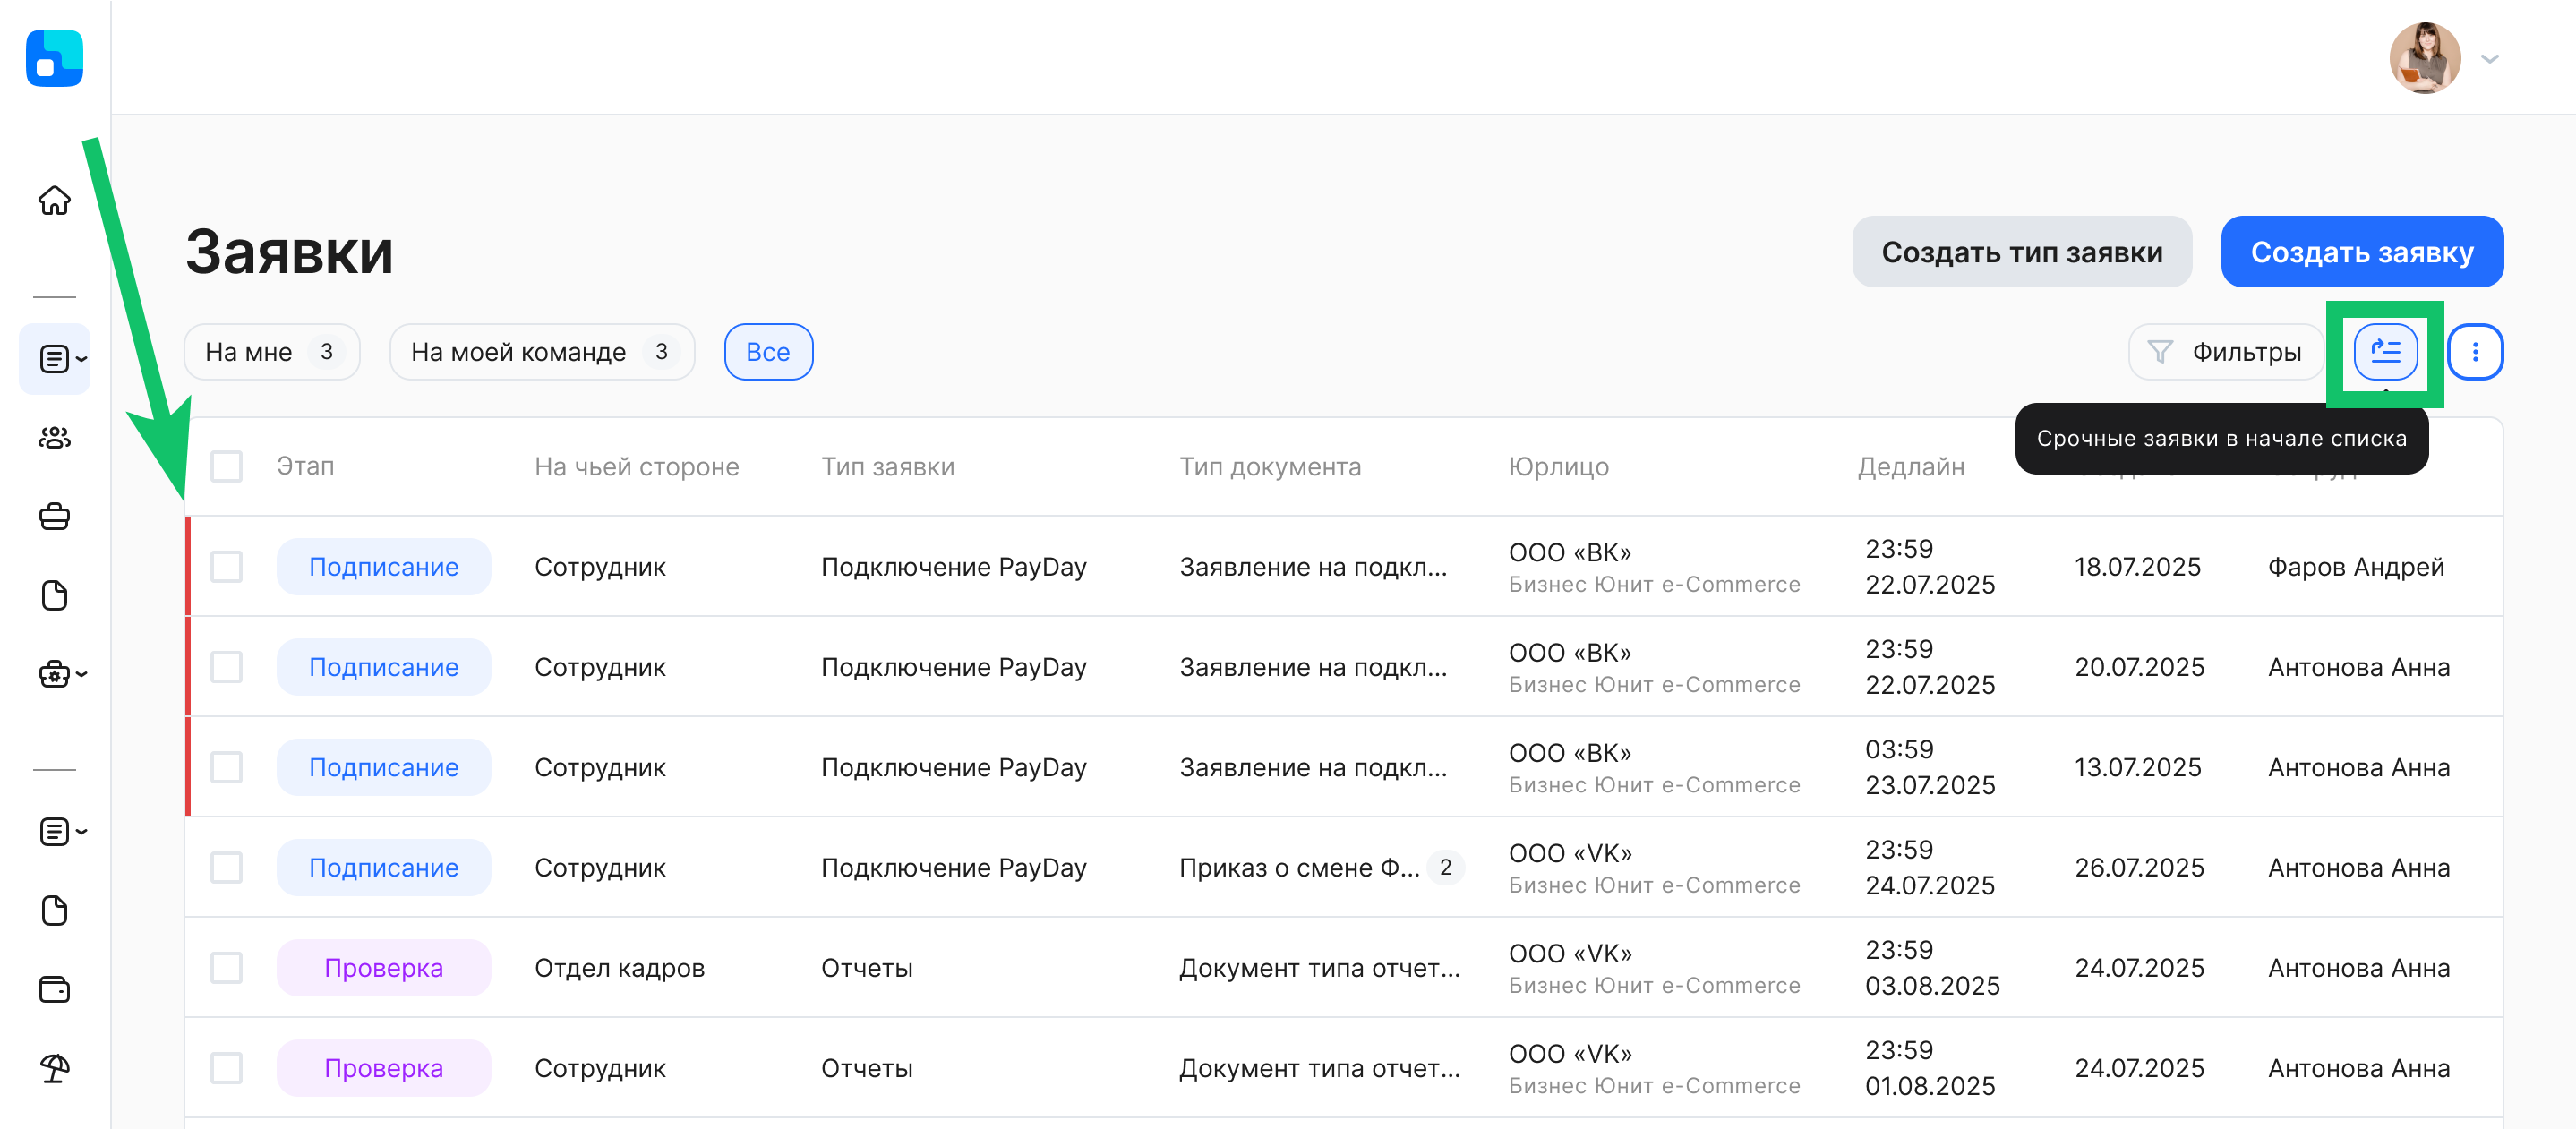 Заявки
Создать тип заявки
Создать заявку
На мне 3
На моей команде 3
Все
Фильтры
Срочные заявки в начале списка
Этап
На чьей стороне
Тип заявки
Тип документа
Юрлицо
Дедлайн
Подписание
Сотрудник
Подключение PayDay
Заявление на подкл...
ООО «ВК»
Бизнес Юнит e-Commerce
23:59
22.07.2025
18.07.2025
Фаров Андрей
Подписание
Сотрудник
Подключение PayDay
Заявление на подкл...
ООО «ВК»
Бизнес Юнит e-Commerce
23:59
22.07.2025
20.07.2025
Антонова Анна
Подписание
Сотрудник
Подключение PayDay
Заявление на подкл...
ООО «ВК»
Бизнес Юнит e-Commerce
03:59
23.07.2025
13.07.2025
Антонова Анна
Подписание
Сотрудник
Подключение PayDay
Приказ о смене Ф... 2
ООО «VK»
Бизнес Юнит e-Commerce
23:59
24.07.2025
26.07.2025
Антонова Анна
Проверка
Отдел кадров
Отчеты
Документ типа отчет...
ООО «VK»
Бизнес Юнит e-Commerce
23:59
03.08.2025
24.07.2025
Антонова Анна
Проверка
Сотрудник
Отчеты
Документ типа отчет...
ООО «VK»
Бизнес Юнит e-Commerce
23:59
01.08.2025
24.07.2025
Антонова Анна